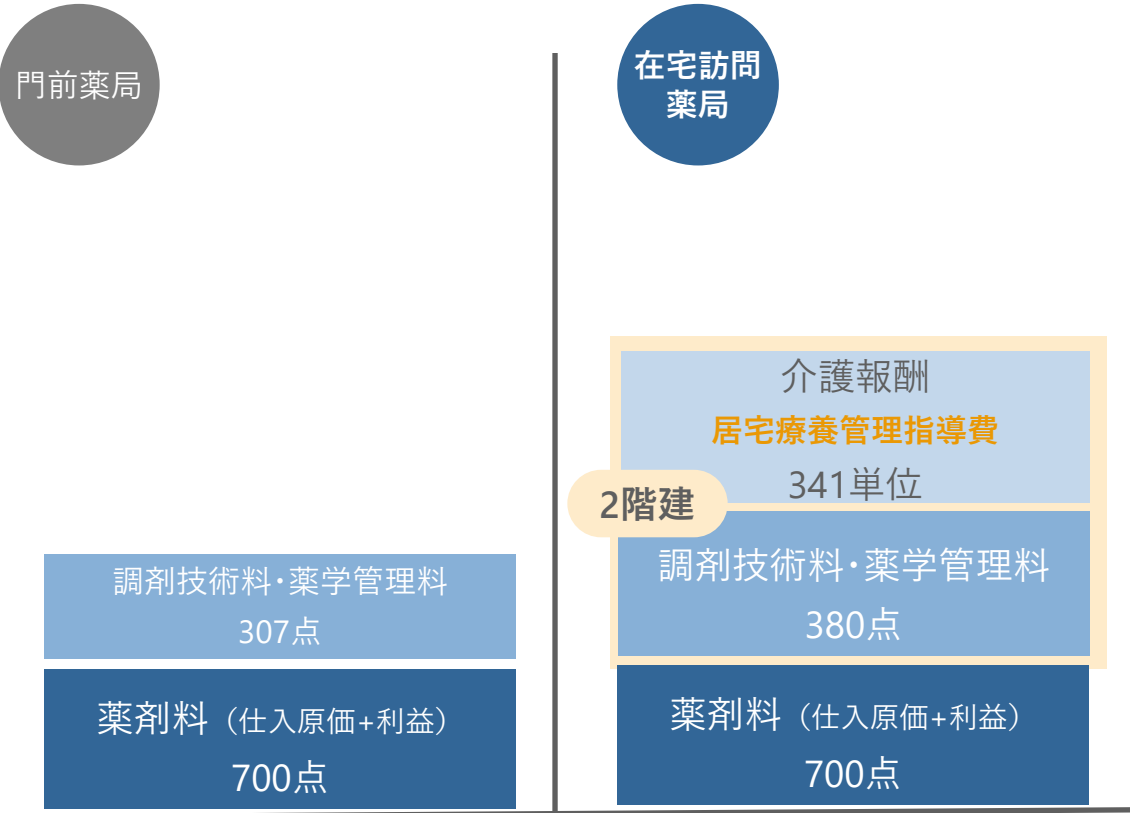 門前薬局
調剤技術料・薬学管理料
307点
薬剤料（仕入原価+利益）
700点
在宅訪問
薬局
介護報酬
居宅療養管理指導費
341単位
2階建
調剤技術料・薬学管理料
380点
薬剤料（仕入原価+利益）
700点